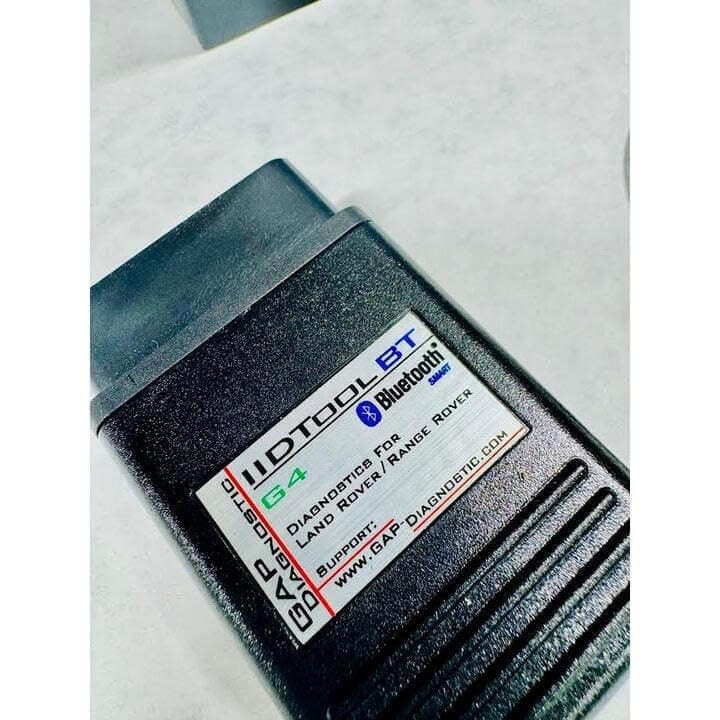 GAP
DIAGNOSTIC
IIDTOOL BT
G4
Bluetooth®
SMART
DIAGNOSTICS FOR
LAND ROVER/RANGE ROVER
SUPPORT:
WWW.GAP-DIAGNOSTIC.COM